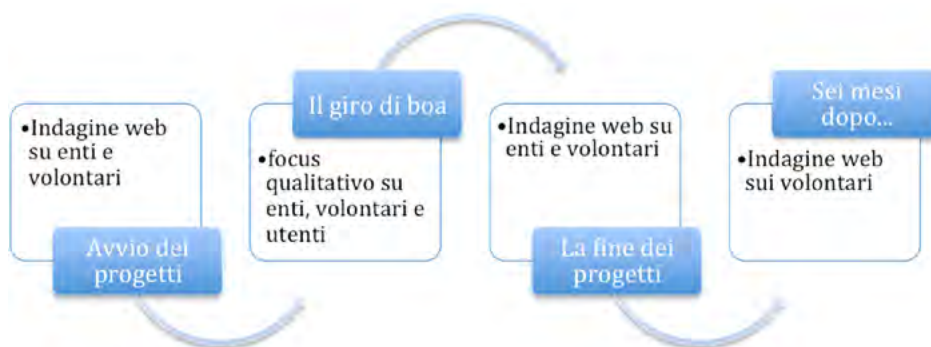 •Indagine web
su enti e
volontari
Avvio dei
progetti
Il giro di boa
•focus
qualitativo su
enti, volontari e
utenti
•Indagine web su
enti e volontari
La fine dei
progetti
Sei mesi
dopo...
•Indagine web
sui volontari